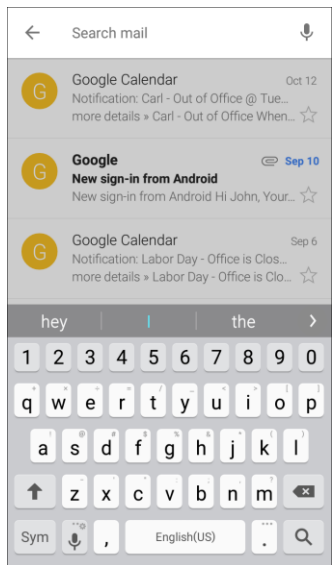 Search mail
G
Google Calendar Oct 12
Notification: Carl - Out of Office @ Tue...
more details » Carl - Out of Office When...
G
Google Sep 10
New sign-in from Android
New sign-in from Android Hi John, Your...
G
Google Calendar Sep 6
Notification: Labor Day - Office is Clos...
more details » Labor Day - Office is Clo...
hey I the
1 2 3 4 5 6 7 8 9 0
q w e r t y u i o p
a s d f g h j k l
z x c v b n m
Sym , English(US) .